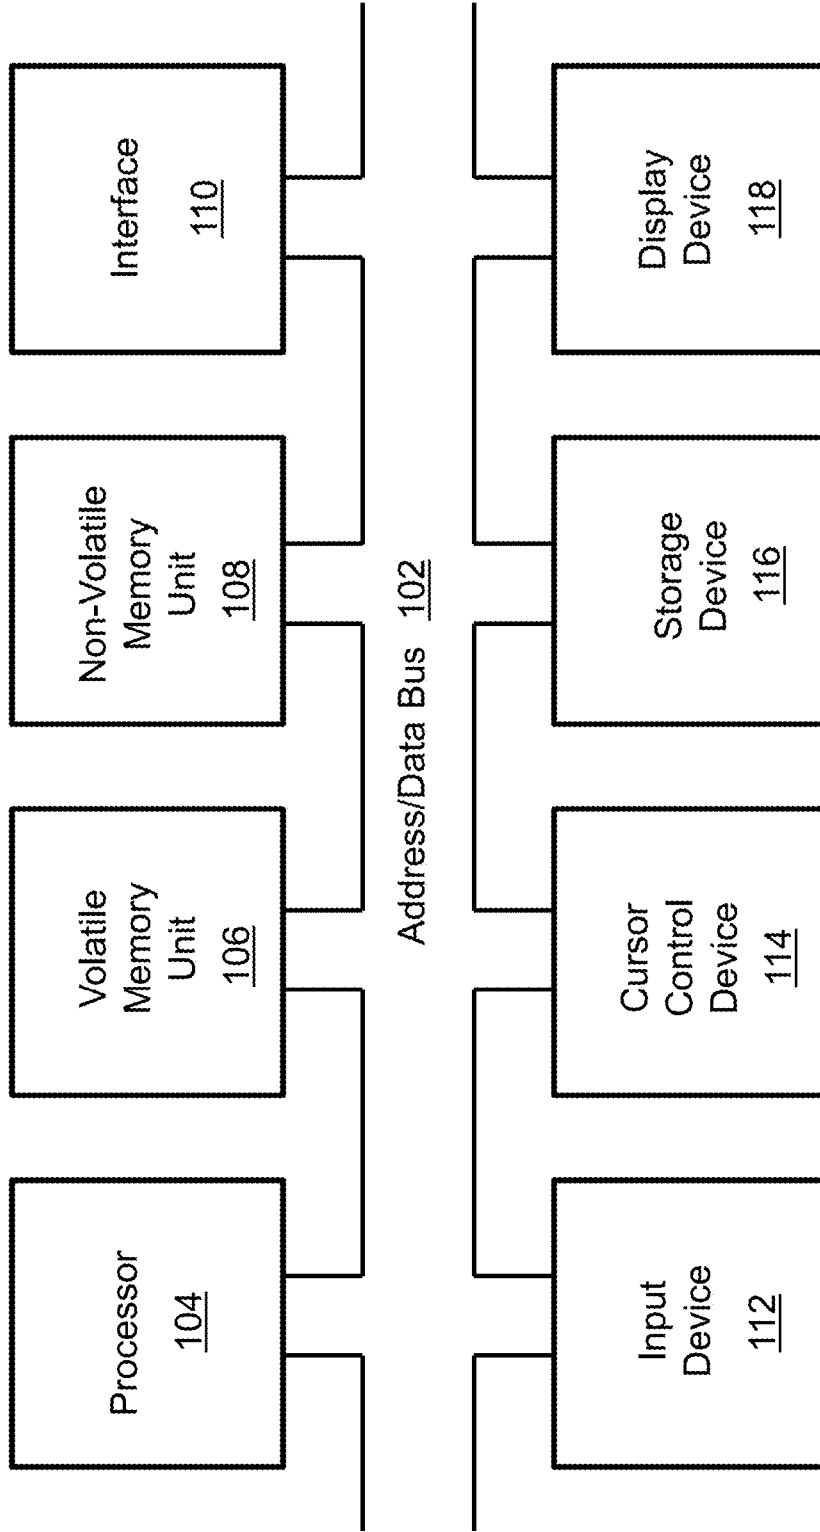 Processor
104
Volatile
Memory
Unit
106
Non-Volatile
Memory
Unit
108
Interface
110
Address/Data Bus 102
Input
Device
112
Cursor
Control
Device
114
Storage
Device
116
Display
Device
118